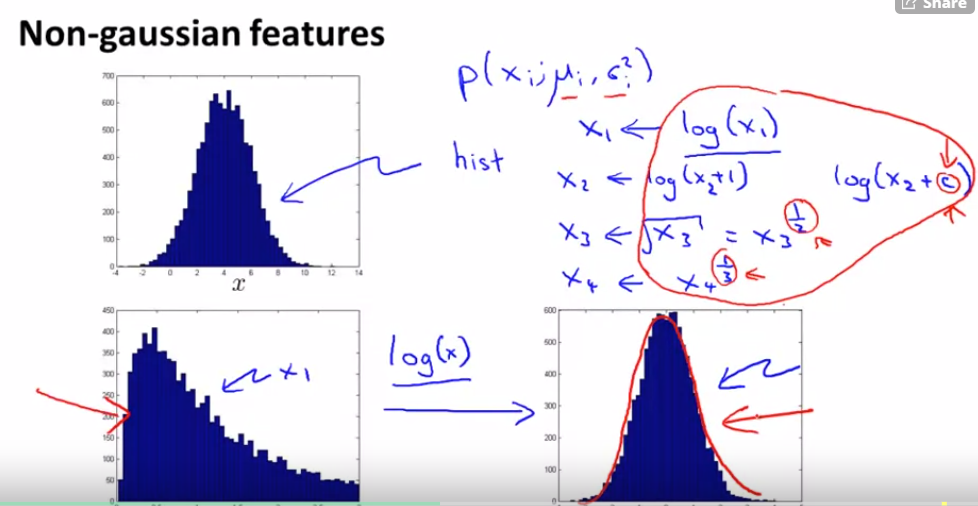 Share
Non-gaussian features
p(x_i; μ_i, σ_i²)
x₁ ← log(x₁)
x₂ ← log(x₂+1) log(x₂+c)
x₃ ← √x₃ = x₃^(1/2)
x₄ ← x₄^(1/3)
hist
700
600
500
400
300
200
100
0
-4 -2 0 2 4 6 8 10 12 14
x
450
400
350
300
250
200
150
100
50
0
x₁
log(x)
600
500
400
300
200
100
0